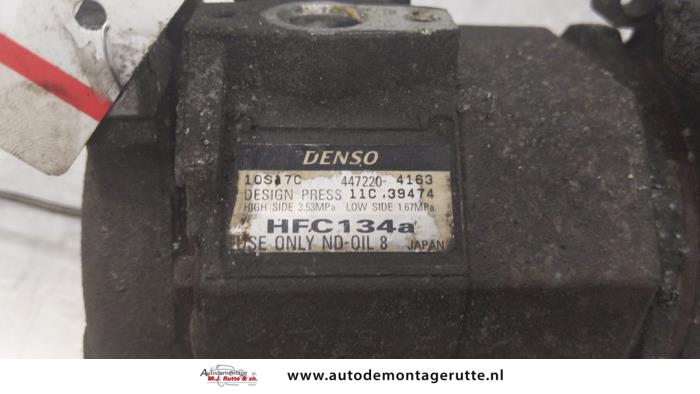 DENSO
10S17C 447220-4163
DESIGN PRESS 11C.39474
HIGH SIDE 3.53MPa LOW SIDE 1.67MPa
HFC134a
USE ONLY ND-OIL 8 JAPAN
Autodemontage
M.J. Rutte & zn.
www.autodemontagerutte.nl